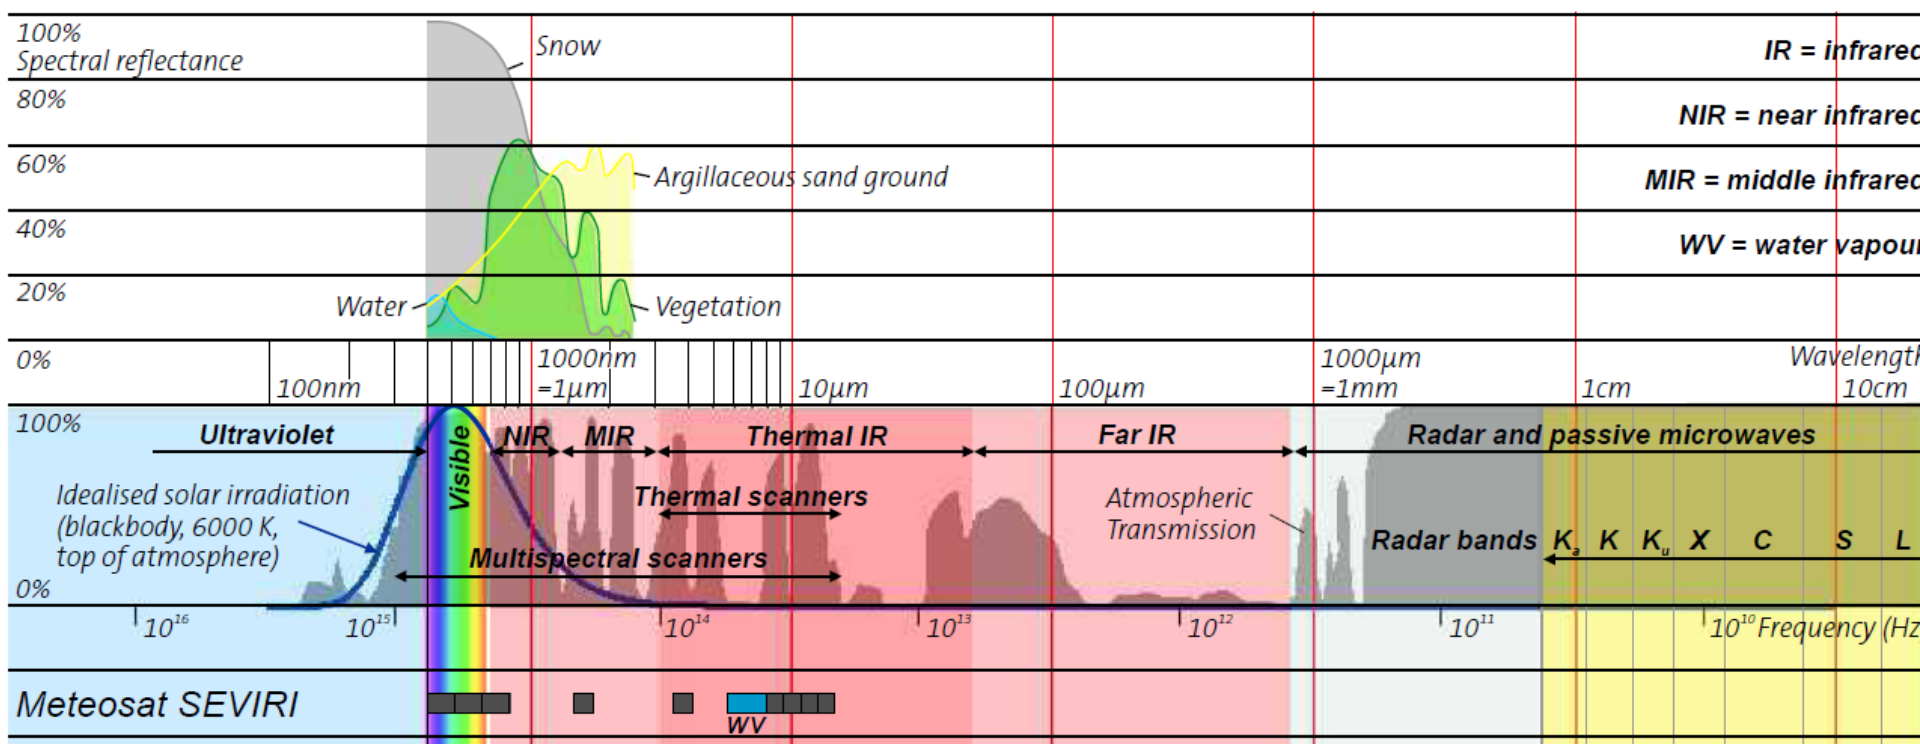 100%
Spectral reflectance
Snow
IR = infrared
80%
NIR = near infrared
60%
Argillaceous sand ground
MIR = middle infrared
40%
WV = water vapour
20%
Water
Vegetation
0%
100nm
1000nm
=1µm
10µm
100µm
1000µm
=1mm
1cm
Wavelength
10cm
100%
Ultraviolet
Visible
NIR
MIR
Thermal IR
Far IR
Radar and passive microwaves
Idealised solar irradiation
(blackbody, 6000 K,
top of atmosphere)
Thermal scanners
Multispectral scanners
Atmospheric
Transmission
Radar bands
Ka K Ku X C S L
0%
10¹⁶
10¹⁵
10¹⁴
10¹³
10¹²
10¹¹
10¹⁰ Frequency (Hz
Meteosat SEVIRI
WV